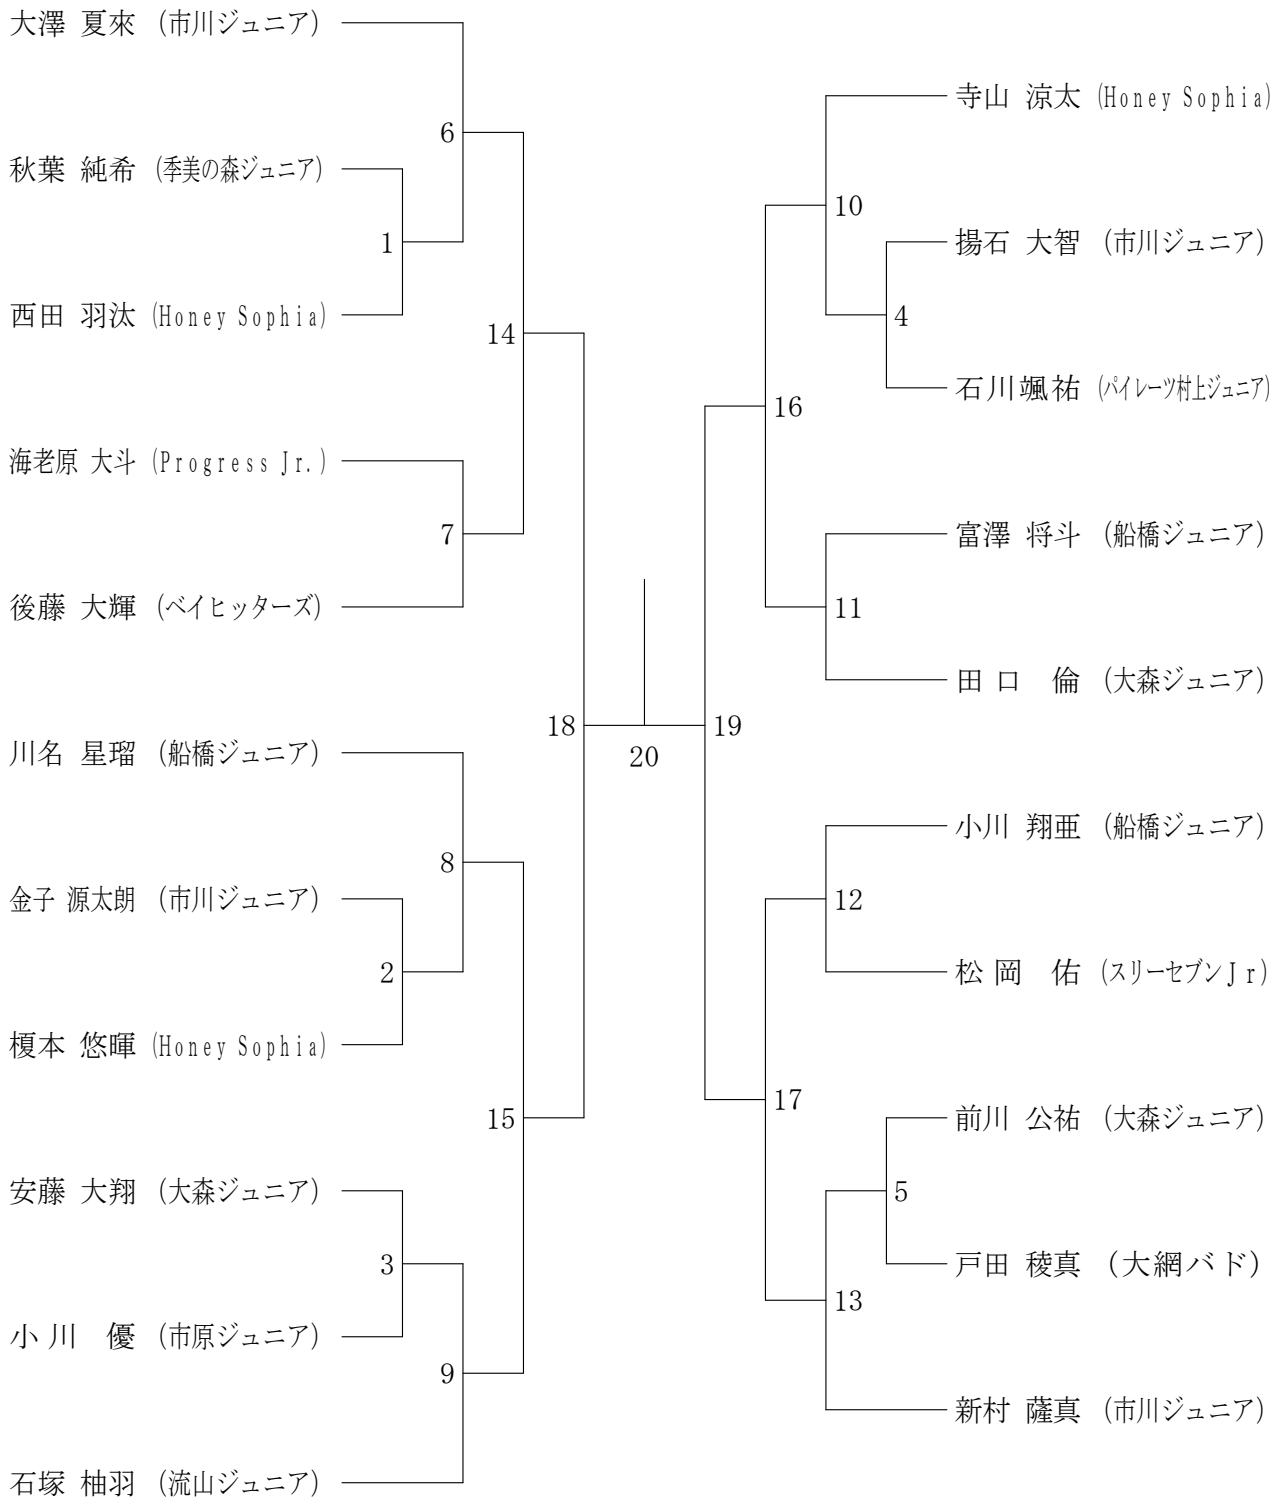 大澤 夏來 (市川ジュニア)
6
秋葉 純希 (季美の森ジュニア)
1
西田 羽汰 (Honey Sophia)
14
海老原 大斗 (Progress Jr.)
7
後藤 大輝 (ベイヒッターズ)
18
川名 星瑠 (船橋ジュニア)
8
金子 源太朗 (市川ジュニア)
2
榎本 悠暉 (Honey Sophia)
15
安藤 大翔 (大森ジュニア)
3
小川 優 (市原ジュニア)
9
石塚 柚羽 (流山ジュニア)
20
寺山 涼太 (Honey Sophia)
10
揚石 大智 (市川ジュニア)
4
石川颯祐 (パイレーツ村上ジュニア)
16
富澤 将斗 (船橋ジュニア)
11
田口 倫 (大森ジュニア)
19
小川 翔亜 (船橋ジュニア)
12
松岡 佑 (スリーセブンJr)
17
前川 公祐 (大森ジュニア)
5
戸田 稜真 (大網バド)
13
新村 薩真 (市川ジュニア)